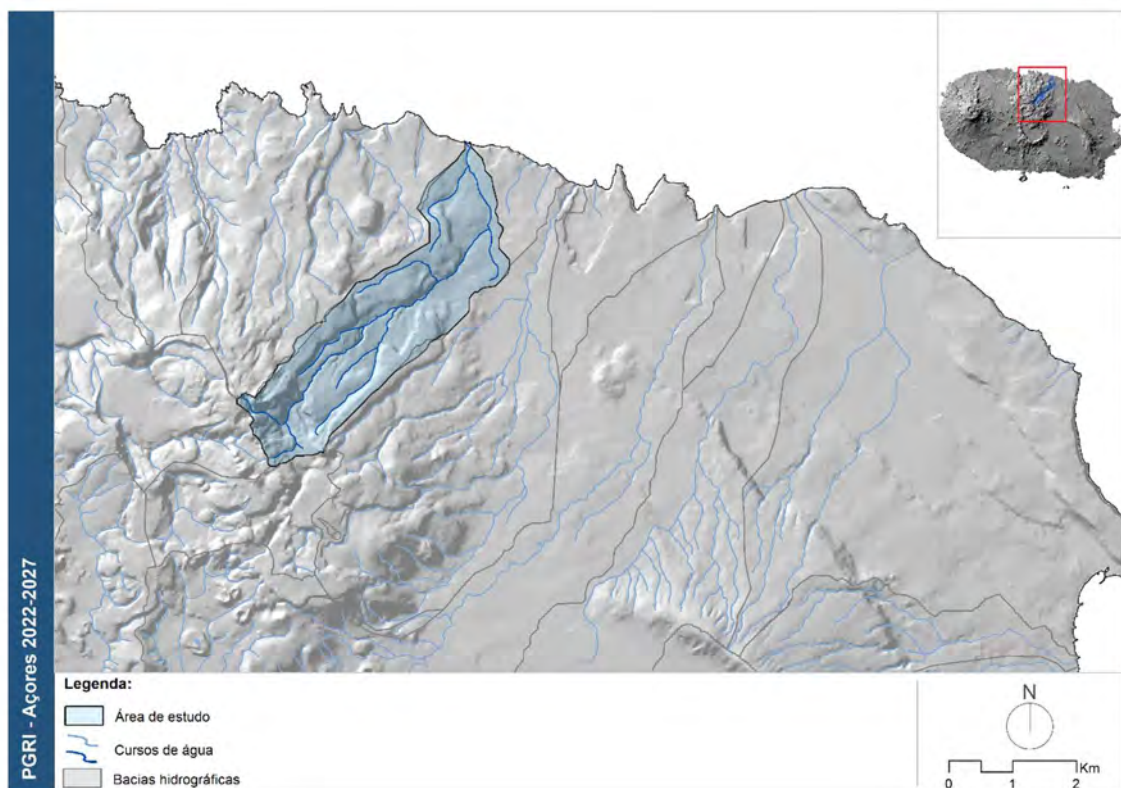 PGRI - Açores 2022-2027
Legenda:
Área de estudo
Cursos de água
Bacias hidrográficas
N
Km
0 1 2